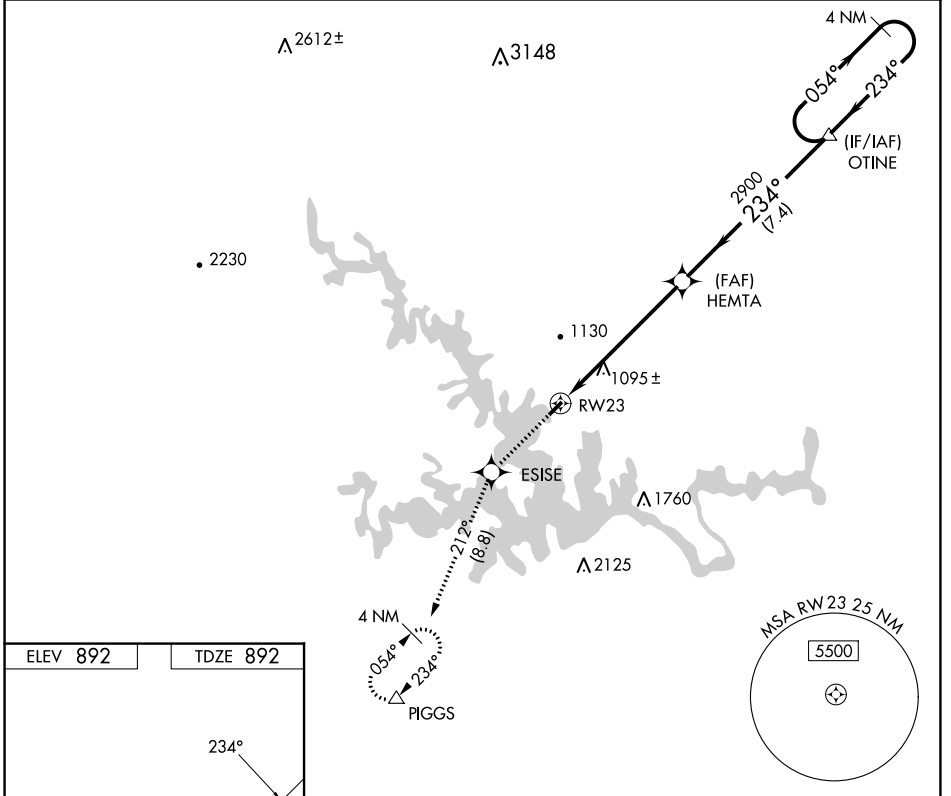 2612±
3148
4 NM
054°
234°
(IF/IAF)
OTINE
2900
234°
(7.4)
2230
(FAF)
HEMTA
1130
1095±
RW23
ESISE
1760
212°
(8.8)
2125
4 NM
054°
234°
PIGGS
MSA RW23 25 NM
5500
ELEV 892
TDZE 892
234°